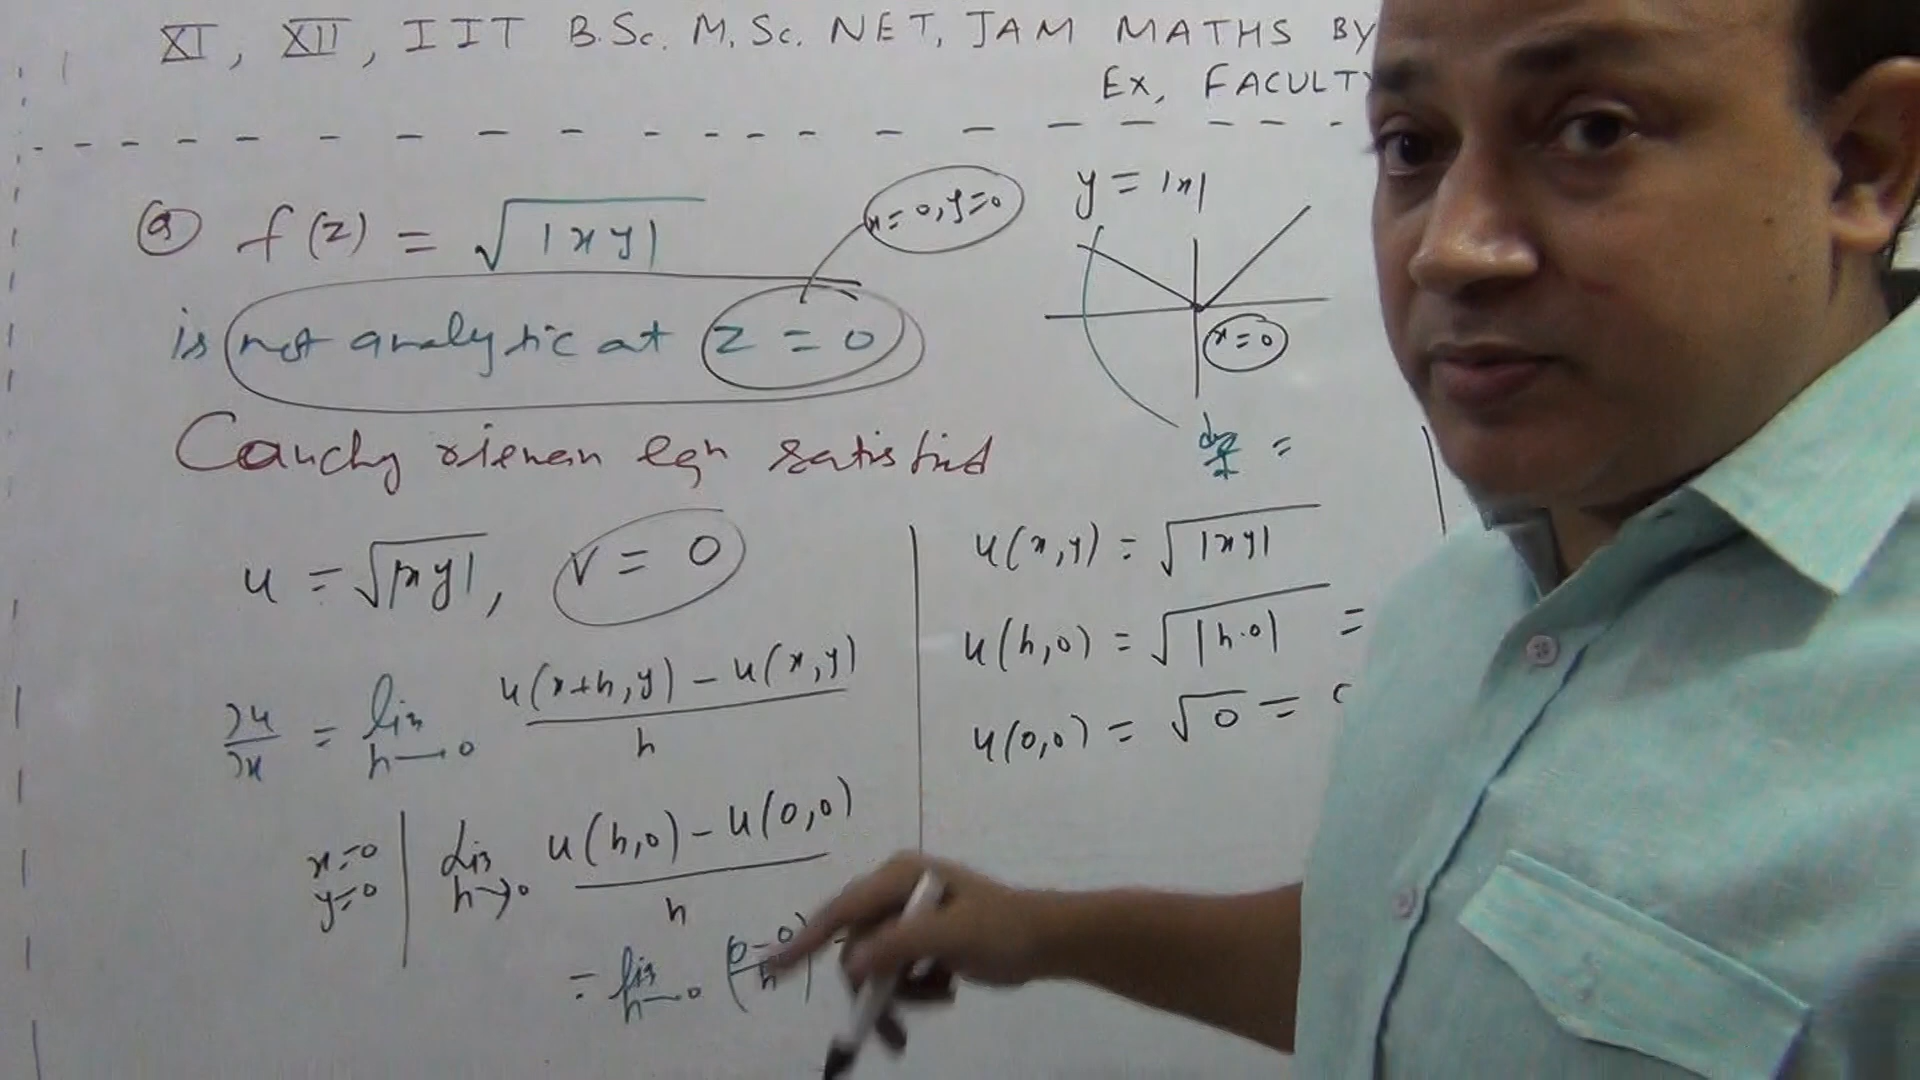 XI, XII, IIT B.Sc. M.Sc. NET, JAM MATHS BY
EX, FACULTY
Q f(z) = √|xy|
is not analytic at z = 0
x=0, y=0
Cauchy rieman eqn satisfied
u = √|xy|, v = 0
∂u/∂x = lim h→0 (u(x+h,y) - u(x,y))/h
x=0 y=0 | Lim h→0 (u(h,0) - u(0,0))/h
= lim h→0 (0-0/h) =
y = |x|
x=0
=
u(x,y) = √|xy|
u(h,0) = √|h·0| =
u(0,0) = √0 =